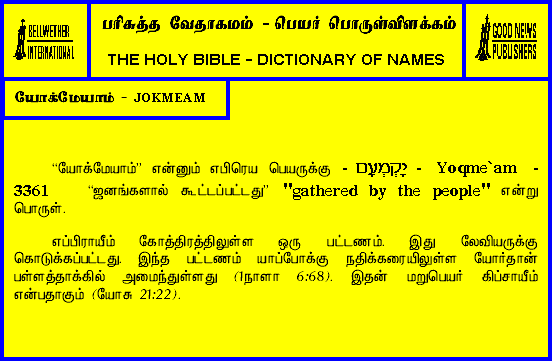 BELLWETHER
INTERNATIONAL
பரிசுத்த வேதாகமம் - பெயர் பொருள்விளக்கம்
THE HOLY BIBLE - DICTIONARY OF NAMES
GOOD NEWS
PUBLISHERS
யோக்மேயாம் - JOKMEAM
“யோக்மேயாம்” என்னும் எபிரெய பெயருக்கு - יָקְמְעָם - Yoqme`am -
3361 “ஜனங்களால் கூட்டப்பட்டது” "gathered by the people" என்று
பொருள்.
எப்பிராயீம் கோத்திரத்திலுள்ள ஒரு பட்டணம். இது லேவியருக்கு
கொடுக்கப்பட்டது. இந்த பட்டணம் யாப்போக்கு நதிக்கரையிலுள்ள யோர்தான்
பள்ளத்தாக்கில் அமைந்துள்ளது (1நாளா 6:68). இதன் மறுபெயர் கிப்சாயீம்
என்பதாகும் (யோசு 21:22).